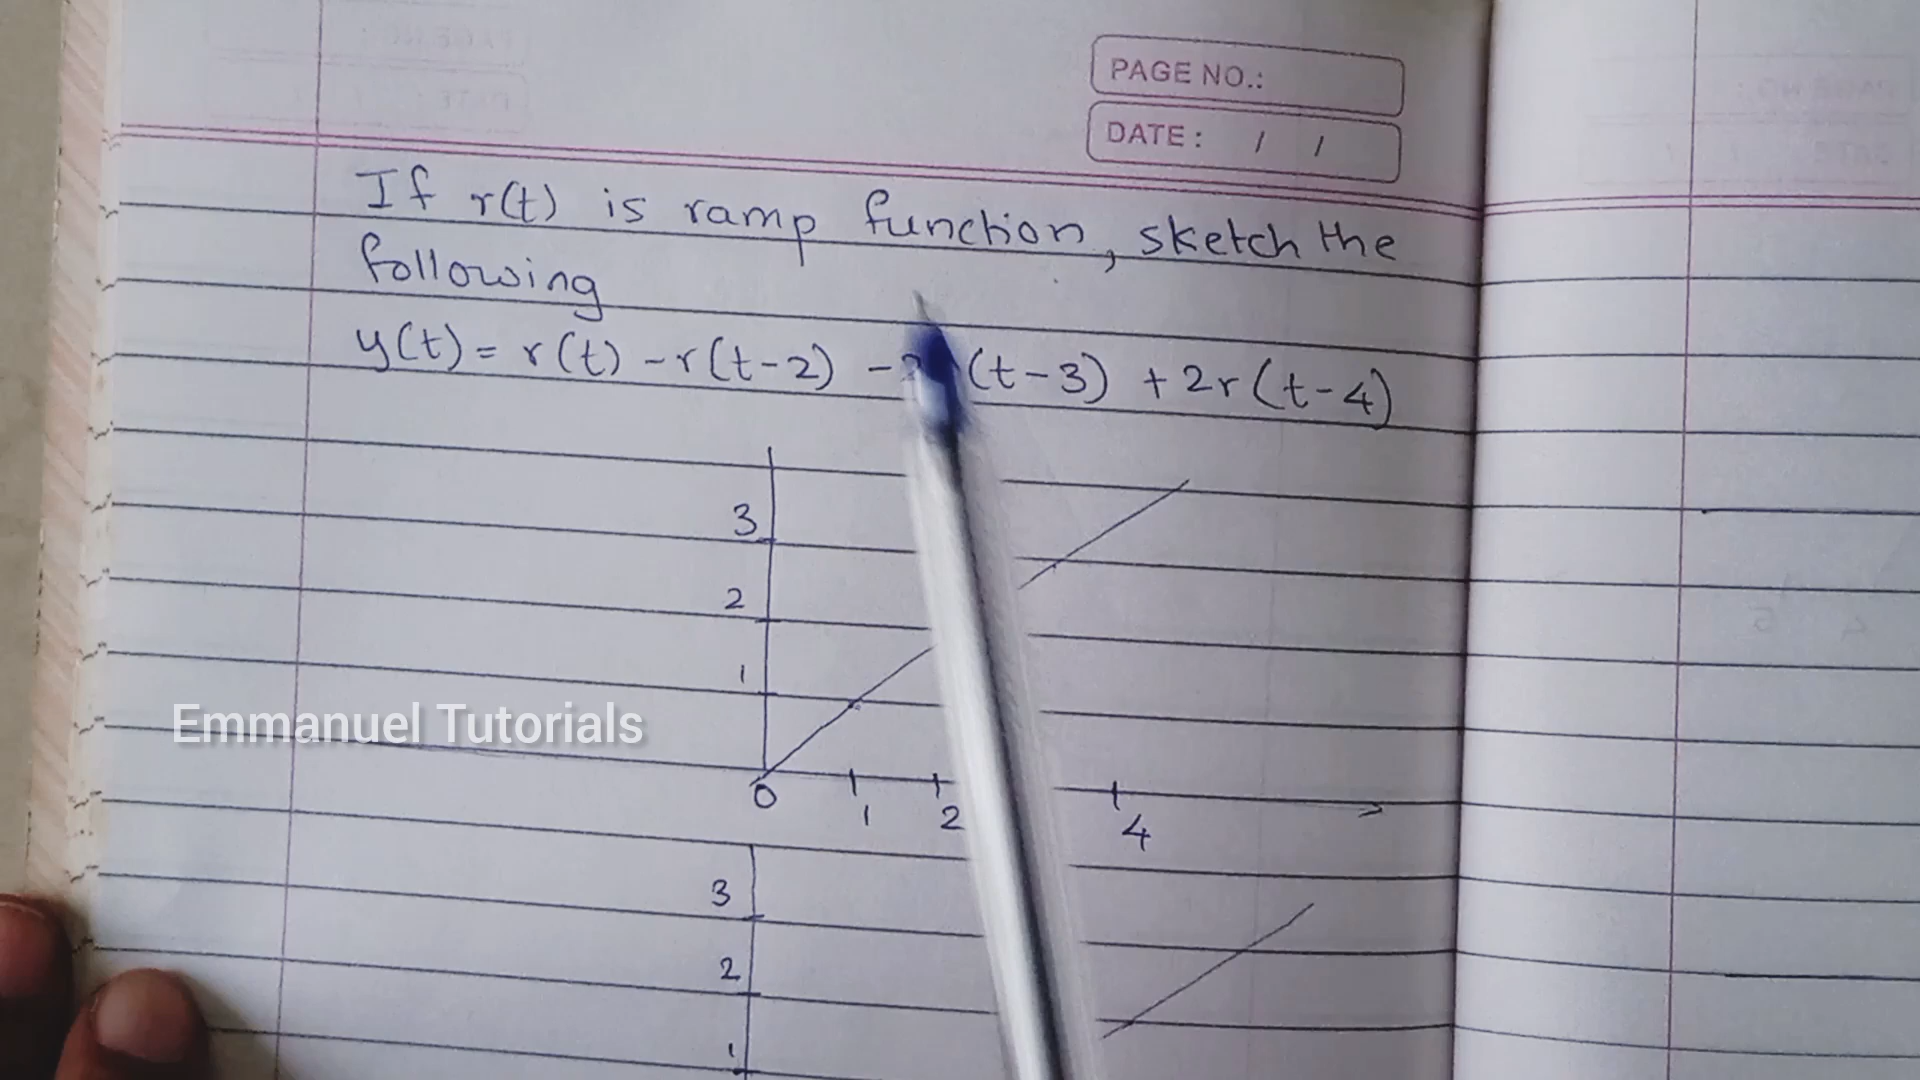 PAGE NO.:
DATE : / /
If r(t) is ramp function, sketch the
following
y(t) = r(t) - r(t-2) - (t-3) + 2r(t-4)
3
2
1
0 1 2 4
3
2
1
Emmanuel Tutorials